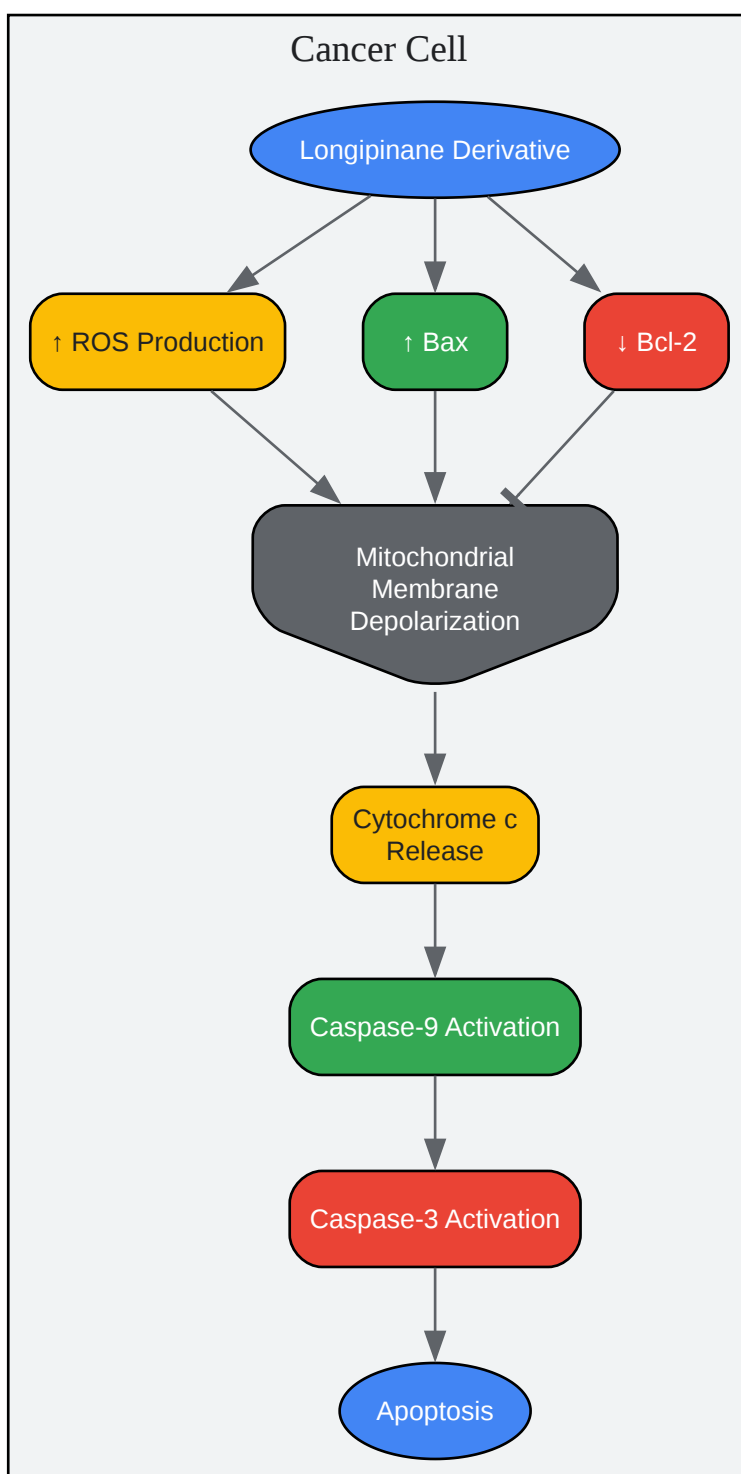 Cancer Cell
Longipinane Derivative
↑ ROS Production
↑ Bax
↓ Bcl-2
Mitochondrial
Membrane
Depolarization
Cytochrome c
Release
Caspase-9 Activation
Caspase-3 Activation
Apoptosis